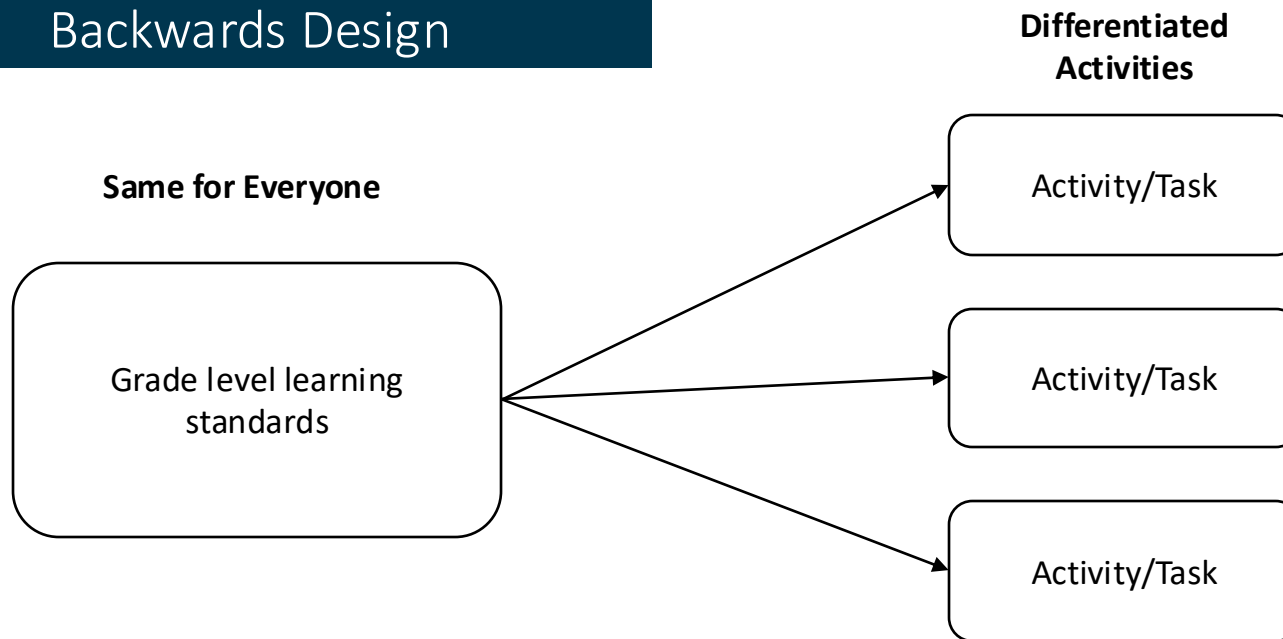 Backwards Design
Differentiated
Activities
Same for Everyone
Grade level learning
standards
Activity/Task
Activity/Task
Activity/Task